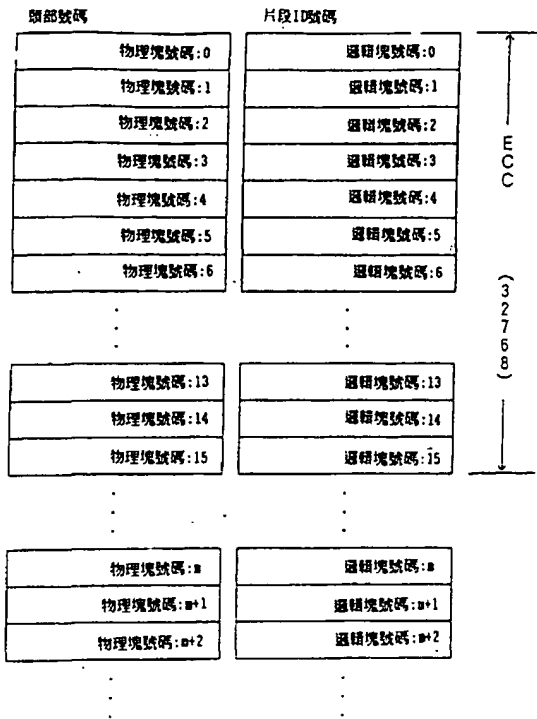 頭部號碼
片段ID號碼
物理塊號碼:0
邏輯塊號碼:0
物理塊號碼:1
邏輯塊號碼:1
物理塊號碼:2
邏輯塊號碼:2
物理塊號碼:3
邏輯塊號碼:3
物理塊號碼:4
邏輯塊號碼:4
物理塊號碼:5
邏輯塊號碼:5
物理塊號碼:6
邏輯塊號碼:6
ECC
(32768)
物理塊號碼:13
邏輯塊號碼:13
物理塊號碼:14
邏輯塊號碼:14
物理塊號碼:15
邏輯塊號碼:15
物理塊號碼:m
邏輯塊號碼:m
物理塊號碼:m+1
邏輯塊號碼:m+1
物理塊號碼:m+2
邏輯塊號碼:m+2